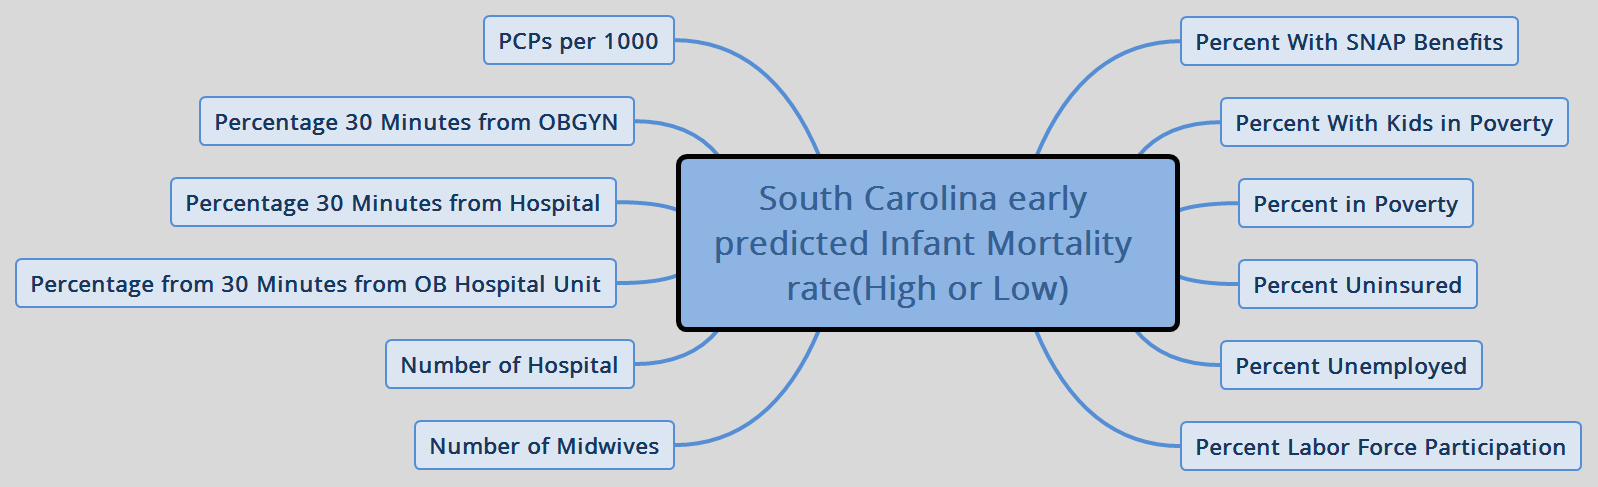 PCPs per 1000
Percentage 30 Minutes from OBGYN
Percentage 30 Minutes from Hospital
Percentage from 30 Minutes from OB Hospital Unit
Number of Hospital
Number of Midwives
South Carolina early
predicted Infant Mortality
rate(High or Low)
Percent With SNAP Benefits
Percent With Kids in Poverty
Percent in Poverty
Percent Uninsured
Percent Unemployed
Percent Labor Force Participation